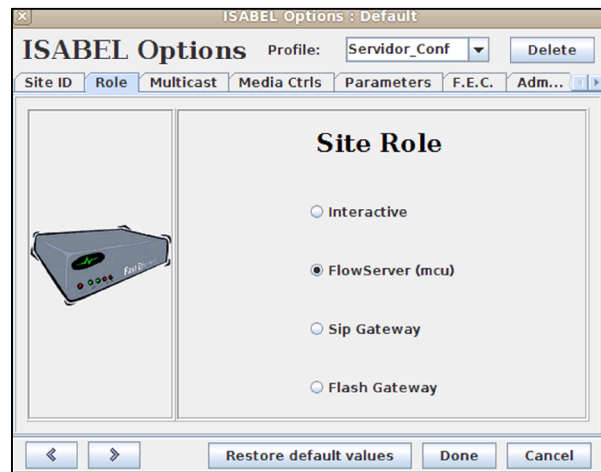 ISABEL Options : Default
ISABEL Options Profile: Servidor_Conf Delete
Site ID Role Multicast Media Ctrls Parameters F.E.C. Adm...
Site Role
Interactive
FlowServer (mcu)
Sip Gateway
Flash Gateway
Restore default values Done Cancel